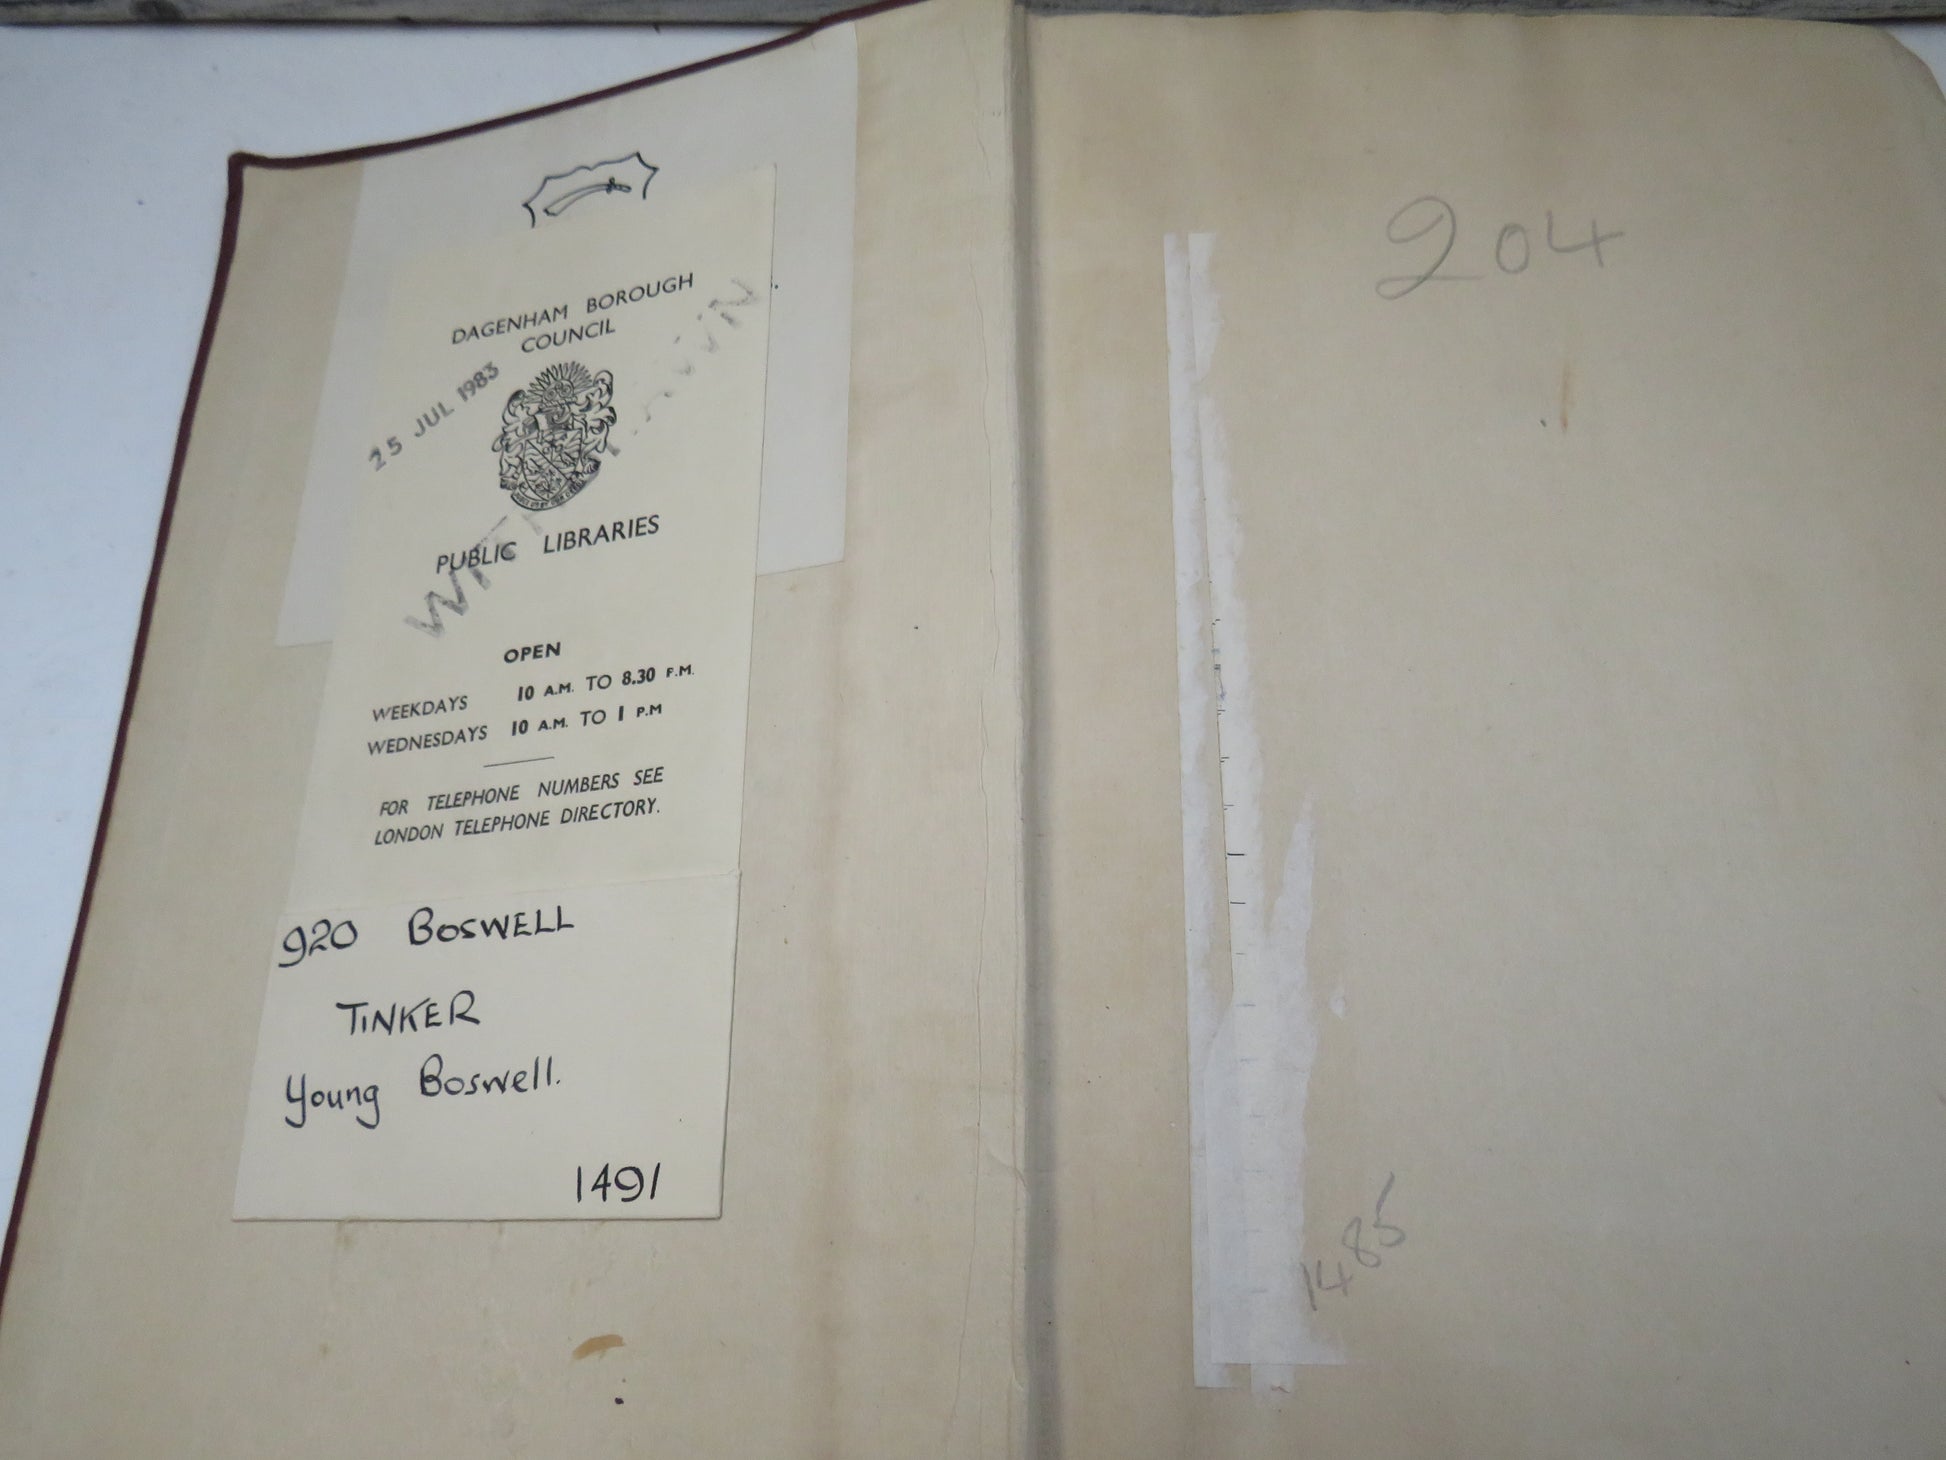 DAGENHAM BOROUGH
COUNCIL
25 JUL 1983
PUBLIC LIBRARIES
OPEN
WEEKDAYS 10 A.M. TO 8.30 P.M.
WEDNESDAYS 10 A.M. TO 1 P.M
FOR TELEPHONE NUMBERS SEE
LONDON TELEPHONE DIRECTORY.
920 BOSWELL
TINKER
Young Boswell.
1491
204
1485